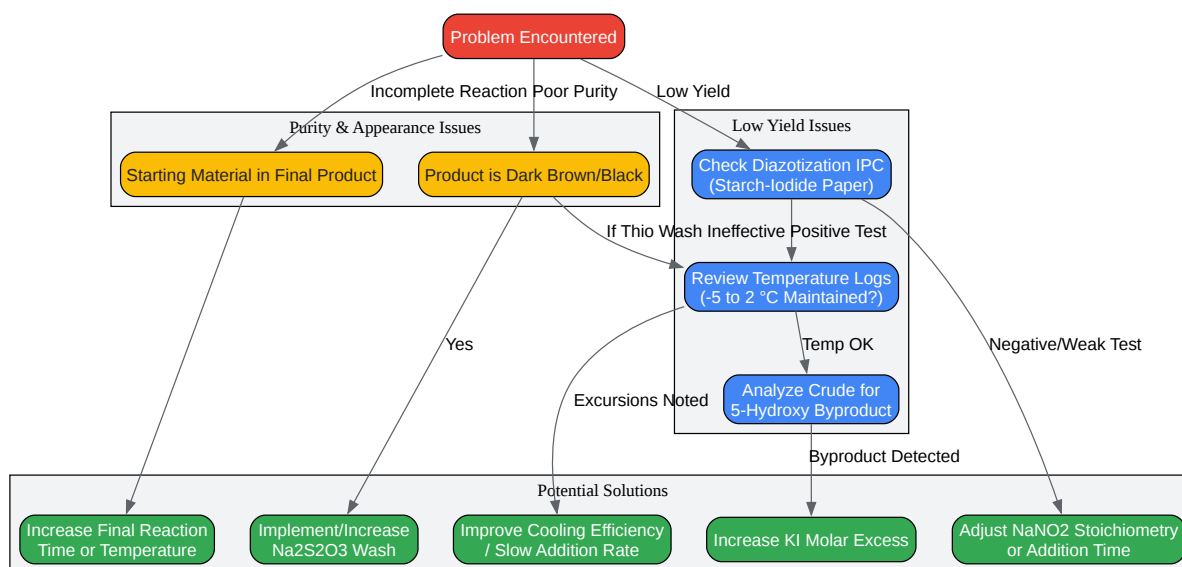 Problem Encountered
Incomplete Reaction
Poor Purity
Low Yield
Purity & Appearance Issues
Low Yield Issues
Starting Material in Final Product
Product is Dark Brown/Black
Check Diazotization IPC
(Starch-Iodide Paper)
If Thio Wash Ineffective
Positive Test
Review Temperature Logs
(-5 to 2 °C Maintained?)
Yes
Temp OK
Negative/Weak Test
Excursions Noted
Analyze Crude for
5-Hydroxy Byproduct
Byproduct Detected
Potential Solutions
Increase Final Reaction
Time or Temperature
Implement/Increase
Na2S2O3 Wash
Improve Cooling Efficiency
/ Slow Addition Rate
Increase KI Molar Excess
Adjust NaNO2 Stoichiometry
or Addition Time